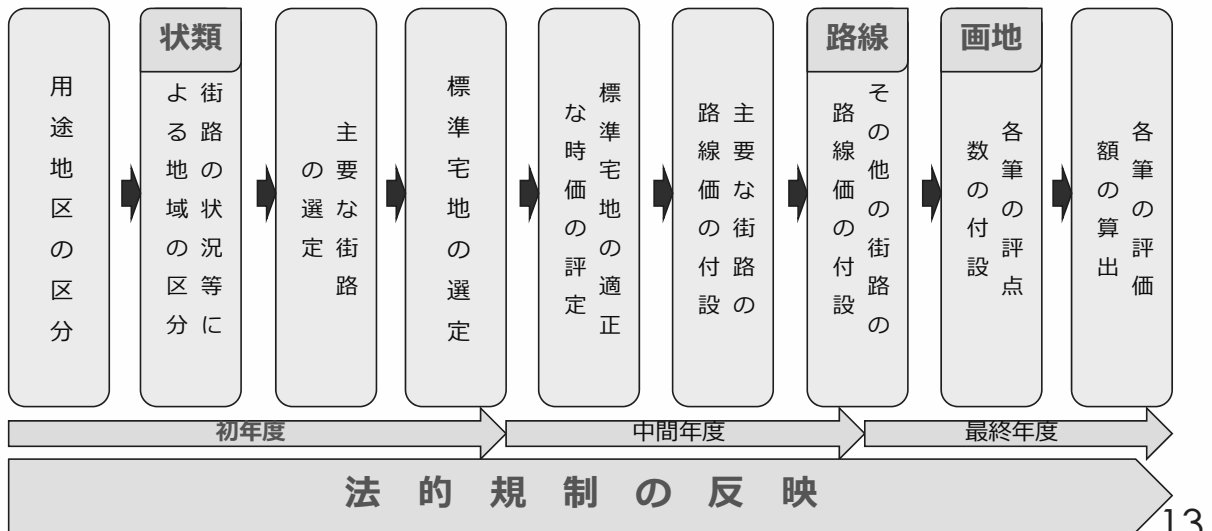 用途地区の区分
状類
街路の状況等に
よる地域の区分
主要な街路
の選定
標準宅地の選定
標準宅地の適正
な時価の評定
主要な街路の
路線価の付設
路線
その他の街路の
路線価の付設
画地
各筆の評点
数の付設
各筆の評価
額の算出
初年度
中間年度
最終年度
法的規制の反映
13